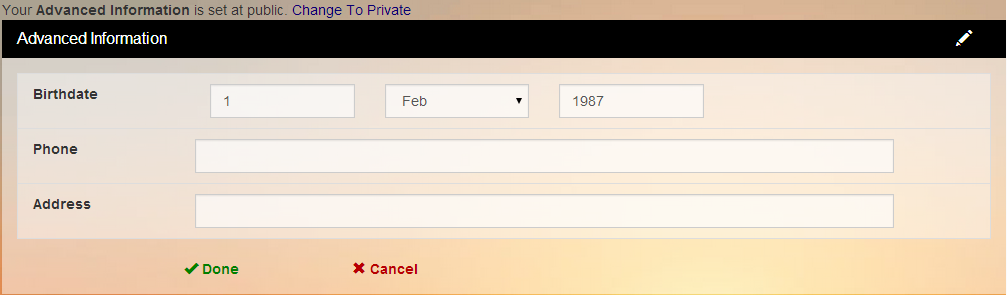 Your Advanced Information is set at public. Change To Private
Advanced Information
Birthdate 1 Feb 1987
Phone
Address
Done Cancel